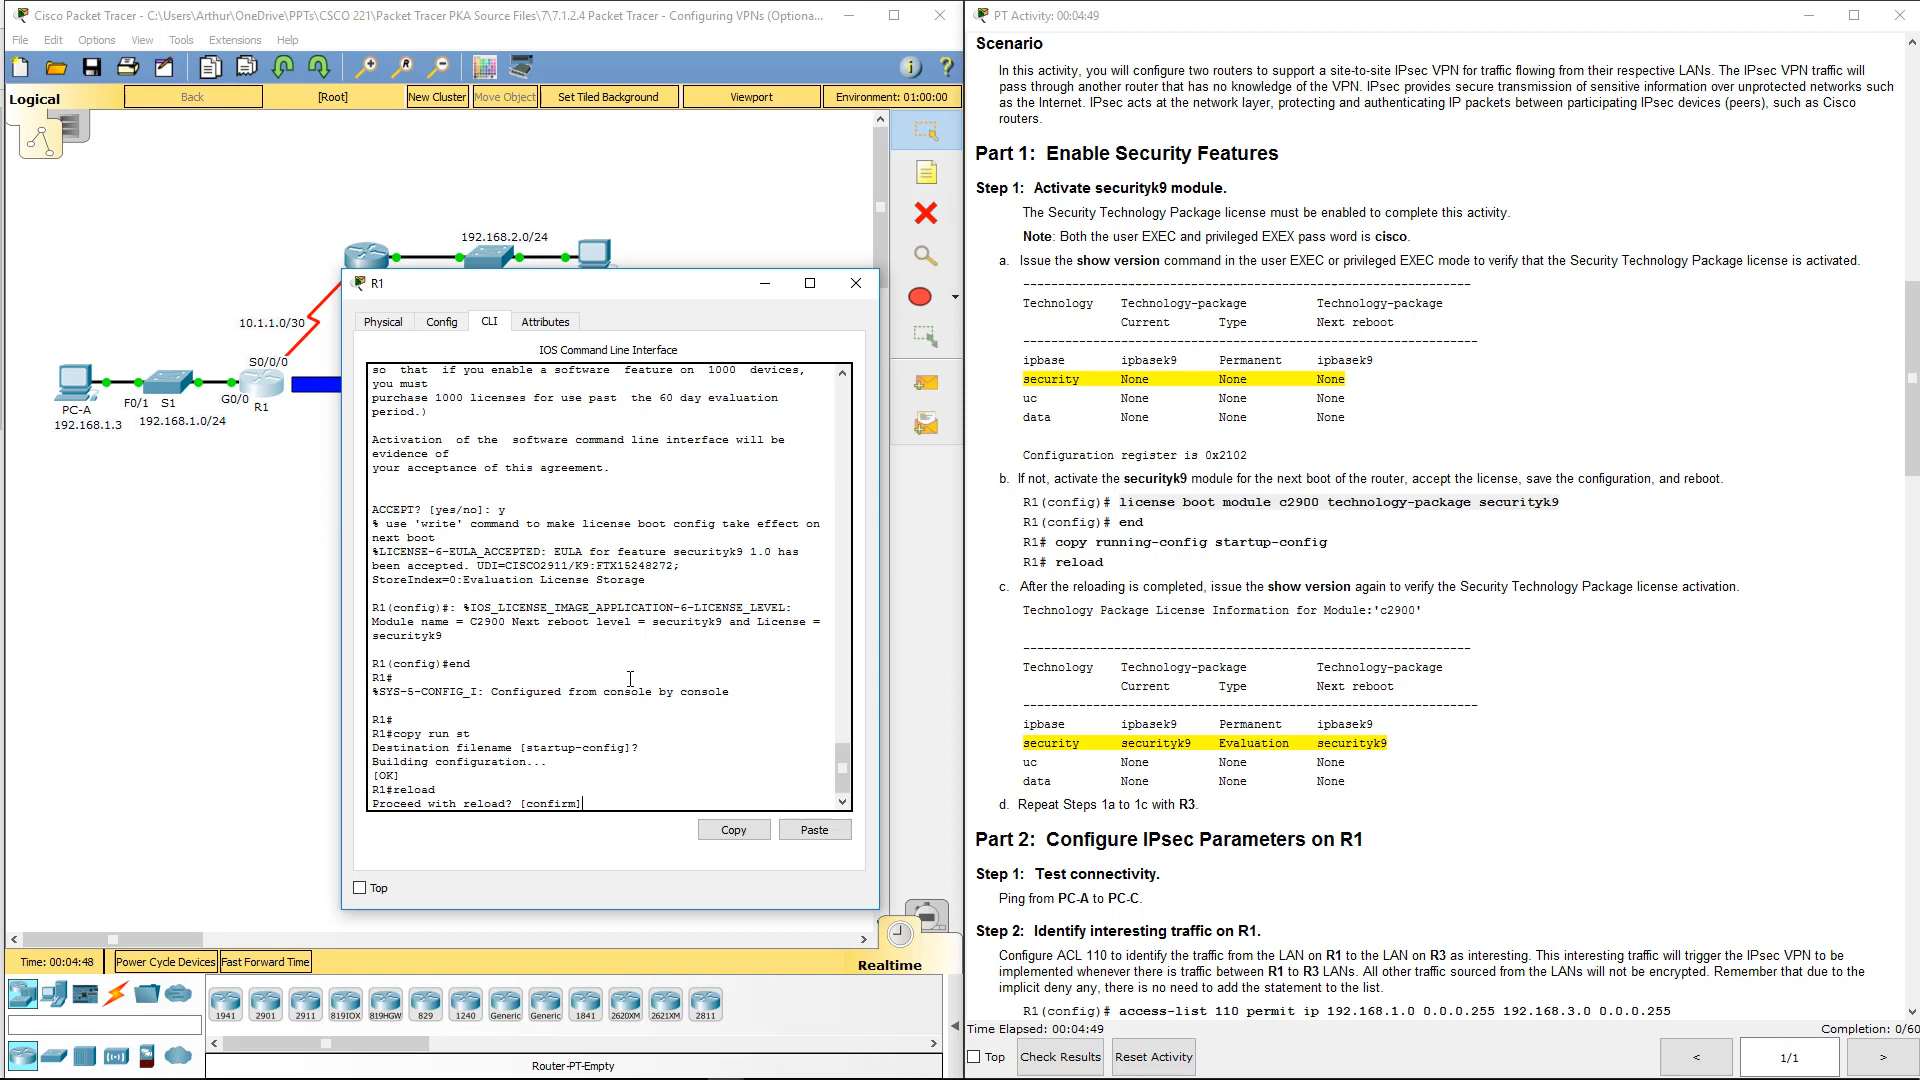 Cisco Packet Tracer - C:\Users\Arthur\OneDrive\PPTs\CSCO 221\Packet Tracer PKA Source Files\7\7.1.2.4 Packet Tracer - Configuring VPNs (Optiona...
File Edit Options View Tools Extensions Help
Logical
Back
[Root]
New Cluster
Move Object
Set Tiled Background
Viewport
Environment: 01:00:00
192.168.2.0/24
10.1.1.0/30
S0/0/0
PC-A
192.168.1.3
F0/1
S1
192.168.1.0/24
G0/0
R1
R1
Physical Config CLI Attributes
IOS Command Line Interface
so  that  if you enable a software  feature on  1000  devices,
you must
purchase 1000 licenses for use past  the 60 day evaluation
period.)
Activation  of the  software command line interface will be
evidence of
your acceptance of this agreement.
ACCEPT? [yes/no]: y
% use 'write' command to make license boot config take effect on
next boot
%LICENSE-6-EULA_ACCEPTED: EULA for feature securityk9 1.0 has
been accepted. UDI=CISCO2911/K9:FTX15248272;
StoreIndex=0:Evaluation License Storage
R1(config)#: %IOS_LICENSE_IMAGE_APPLICATION-6-LICENSE_LEVEL:
Module name = C2900 Next reboot level = securityk9 and License =
securityk9
R1(config)#end
R1#
%SYS-5-CONFIG_I: Configured from console by console
R1#
R1#copy run st
Destination filename [startup-config]?
Building configuration...
[OK]
R1#reload
Proceed with reload? [confirm]
Copy
Paste
Top
Time: 00:04:48
Power Cycle Devices
Fast Forward Time
Realtime
1941 2901 2911 819IOX 819HGW 829 1240 Generic Generic 1841 2620XM 2621XM 2811
Router-PT-Empty
PT Activity: 00:04:49
Scenario
In this activity, you will configure two routers to support a site-to-site IPsec VPN for traffic flowing from their respective LANs. The IPsec VPN traffic will
pass through another router that has no knowledge of the VPN. IPsec provides secure transmission of sensitive information over unprotected networks such
as the Internet. IPsec acts at the network layer, protecting and authenticating IP packets between participating IPsec devices (peers), such as Cisco
routers.
Part 1: Enable Security Features
Step 1: Activate securityk9 module.
The Security Technology Package license must be enabled to complete this activity.
Note: Both the user EXEC and privileged EXEX pass word is cisco.
a. Issue the show version command in the user EXEC or privileged EXEC mode to verify that the Security Technology Package license is activated.
----------------------------------------------------------------
Technology Technology-package Technology-package
Current Type Next reboot
-----------------------------------------------------------------
ipbase ipbasek9 Permanent ipbasek9
security None None None
uc None None None
data None None None
Configuration register is 0x2102
b. If not, activate the securityk9 module for the next boot of the router, accept the license, save the configuration, and reboot.
R1(config)# license boot module c2900 technology-package securityk9
R1(config)# end
R1# copy running-config startup-config
R1# reload
c. After the reloading is completed, issue the show version again to verify the Security Technology Package license activation.
Technology Package License Information for Module:'c2900'
----------------------------------------------------------------
Technology Technology-package Technology-package
Current Type Next reboot
-----------------------------------------------------------------
ipbase ipbasek9 Permanent ipbasek9
security securityk9 Evaluation securityk9
uc None None None
data None None None
d. Repeat Steps 1a to 1c with R3.
Part 2: Configure IPsec Parameters on R1
Step 1: Test connectivity.
Ping from PC-A to PC-C.
Step 2: Identify interesting traffic on R1.
Configure ACL 110 to identify the traffic from the LAN on R1 to the LAN on R3 as interesting. This interesting traffic will trigger the IPsec VPN to be
implemented whenever there is traffic between R1 to R3 LANs. All other traffic sourced from the LANs will not be encrypted. Remember that due to the
implicit deny any, there is no need to add the statement to the list.
R1(config)# access-list 110 permit ip 192.168.1.0 0.0.0.255 192.168.3.0 0.0.0.255
Time Elapsed: 00:04:49
Completion: 0/60
Top
Check Results
Reset Activity
<
1/1
>